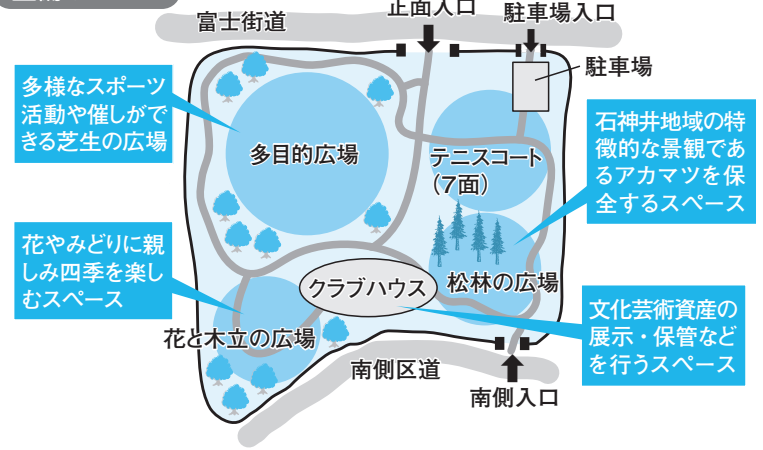 富士街道
正面入口
駐車場入口
駐車場
多様なスポーツ
活動や催しがで
きる芝生の広場
多目的広場
テニスコート
(7面)
石神井地域の特
徴的な景観であ
るアカマツを保
全するスペース
花やみどりに親
しみ四季を楽し
むスペース
クラブハウス
松林の広場
花と木立の広場
文化芸術資産の
展示・保管など
を行うスペース
南側区道
南側入口